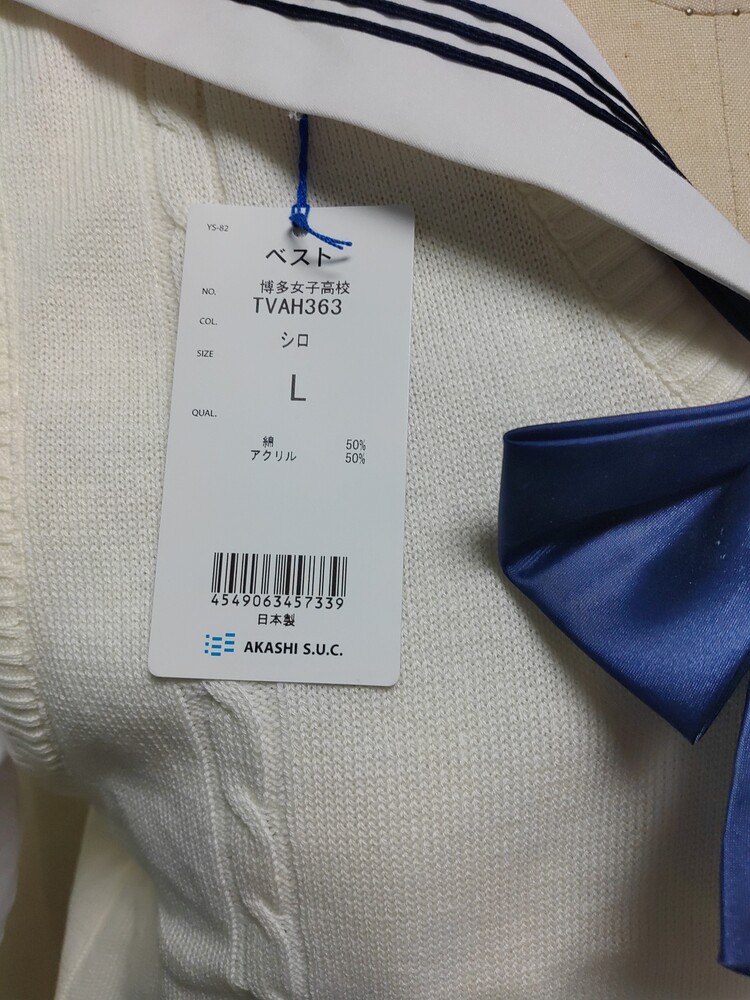 YS-82
ベスト
博多女子高校
NO. TVAH363
COL. シロ
SIZE L
QUAL.
綿 50%
アクリル 50%
4549063457339
日本製
AKASHI S.U.C.